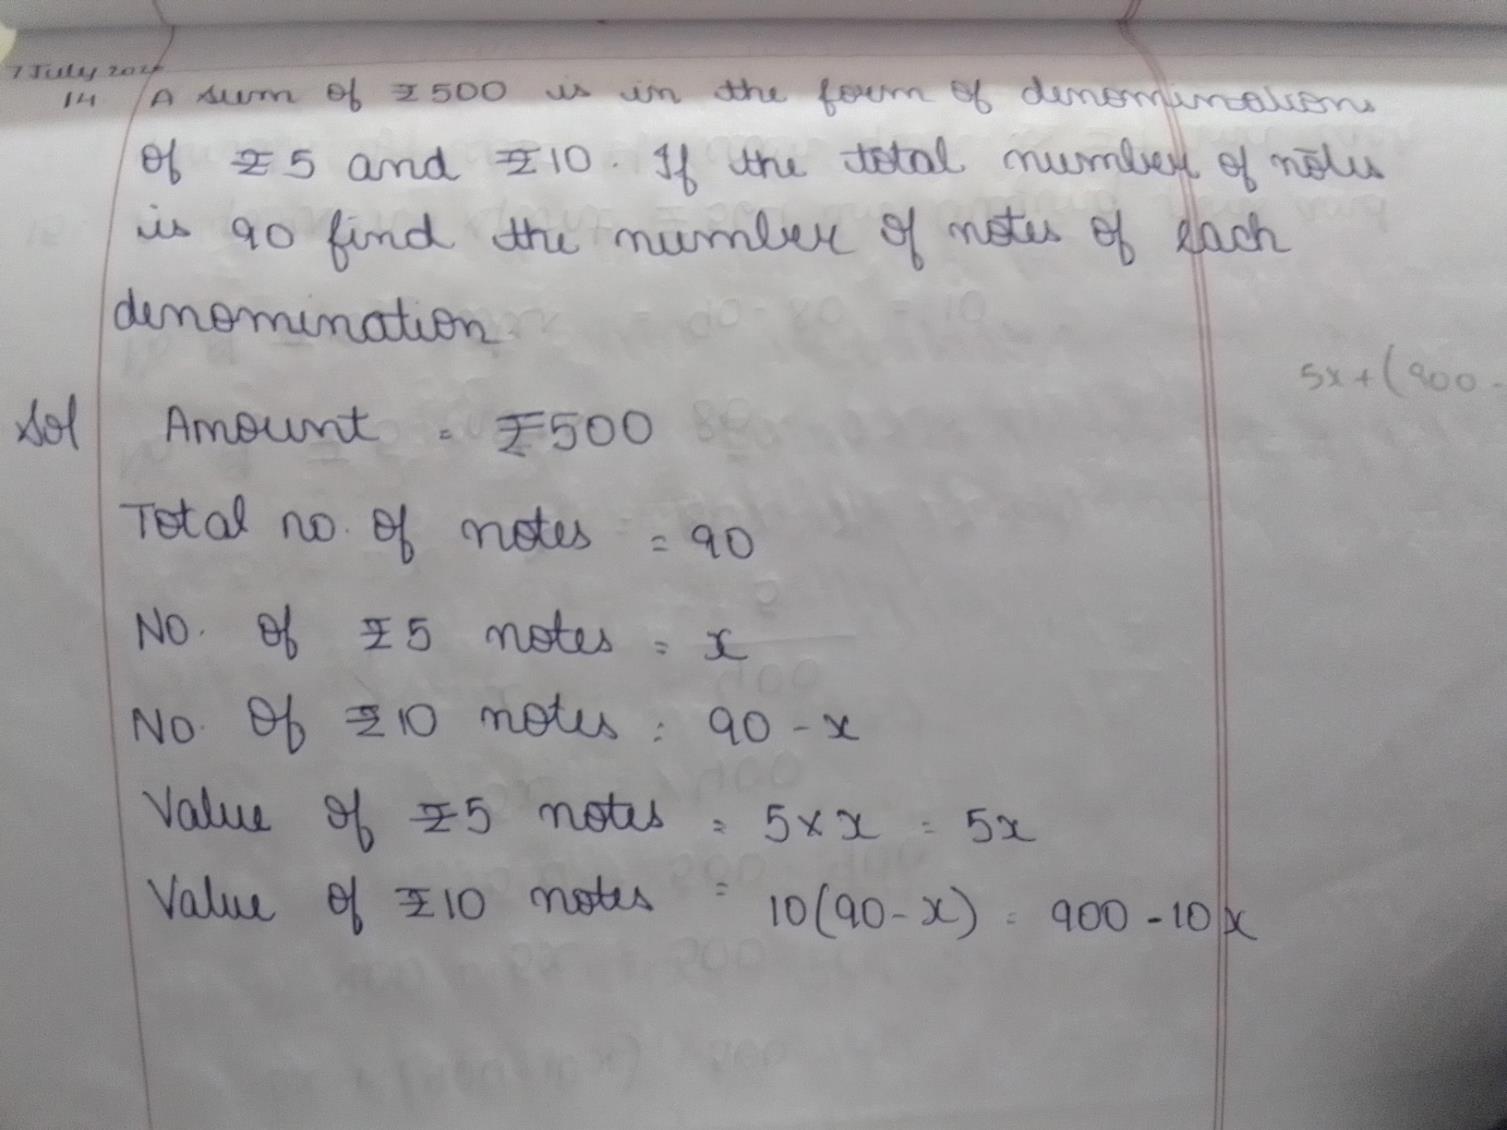 7 July 202
14 A sum of ₹500 is in the form of denominations
of ₹5 and ₹10. If the total number of notes
is 90 find the number of notes of each
denomination.
5x + (900 -
Sol Amount = ₹500
Total no. of notes = 90
No. of ₹5 notes = x
No. Of ₹10 notes = 90 - x
Value of ₹5 notes = 5 × x = 5x
Value of ₹10 notes = 10(90 - x) = 900 - 10x